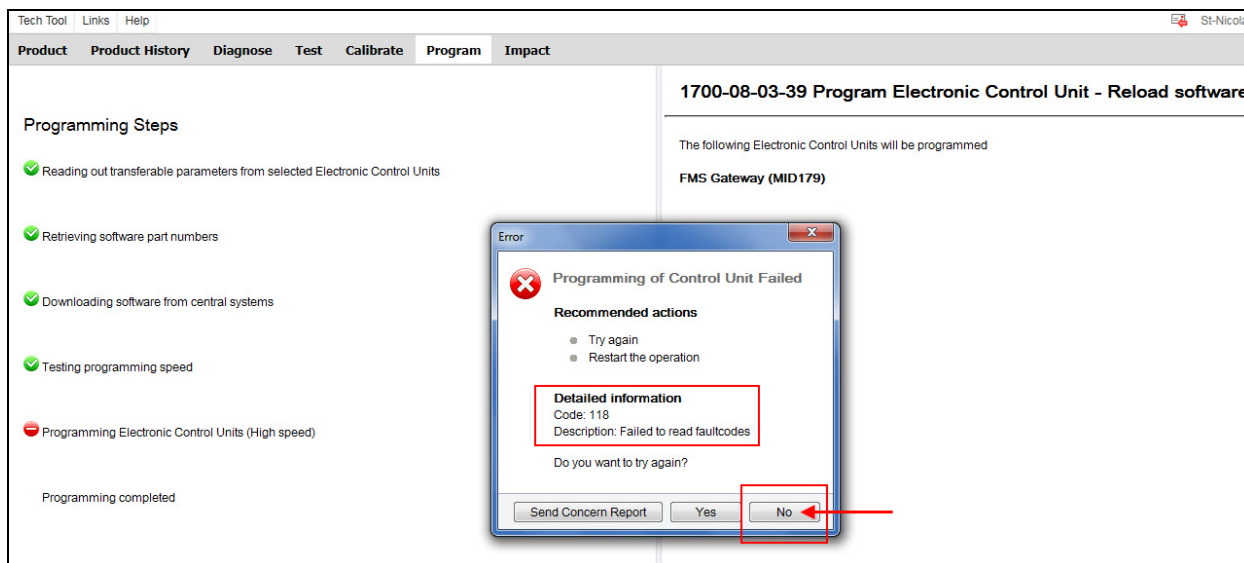 Tech Tool Links Help
St-Nicola
Product Product History Diagnose Test Calibrate Program Impact
1700-08-03-39 Program Electronic Control Unit - Reload software
Programming Steps
The following Electronic Control Units will be programmed
Reading out transferable parameters from selected Electronic Control Units
FMS Gateway (MID179)
Retrieving software part numbers
Error
Programming of Control Unit Failed
Recommended actions
Downloading software from central systems
Try again
Restart the operation
Testing programming speed
Detailed information
Code: 118
Programming Electronic Control Units (High speed)
Description: Failed to read faultcodes
Do you want to try again?
Programming completed
Send Concern Report Yes No